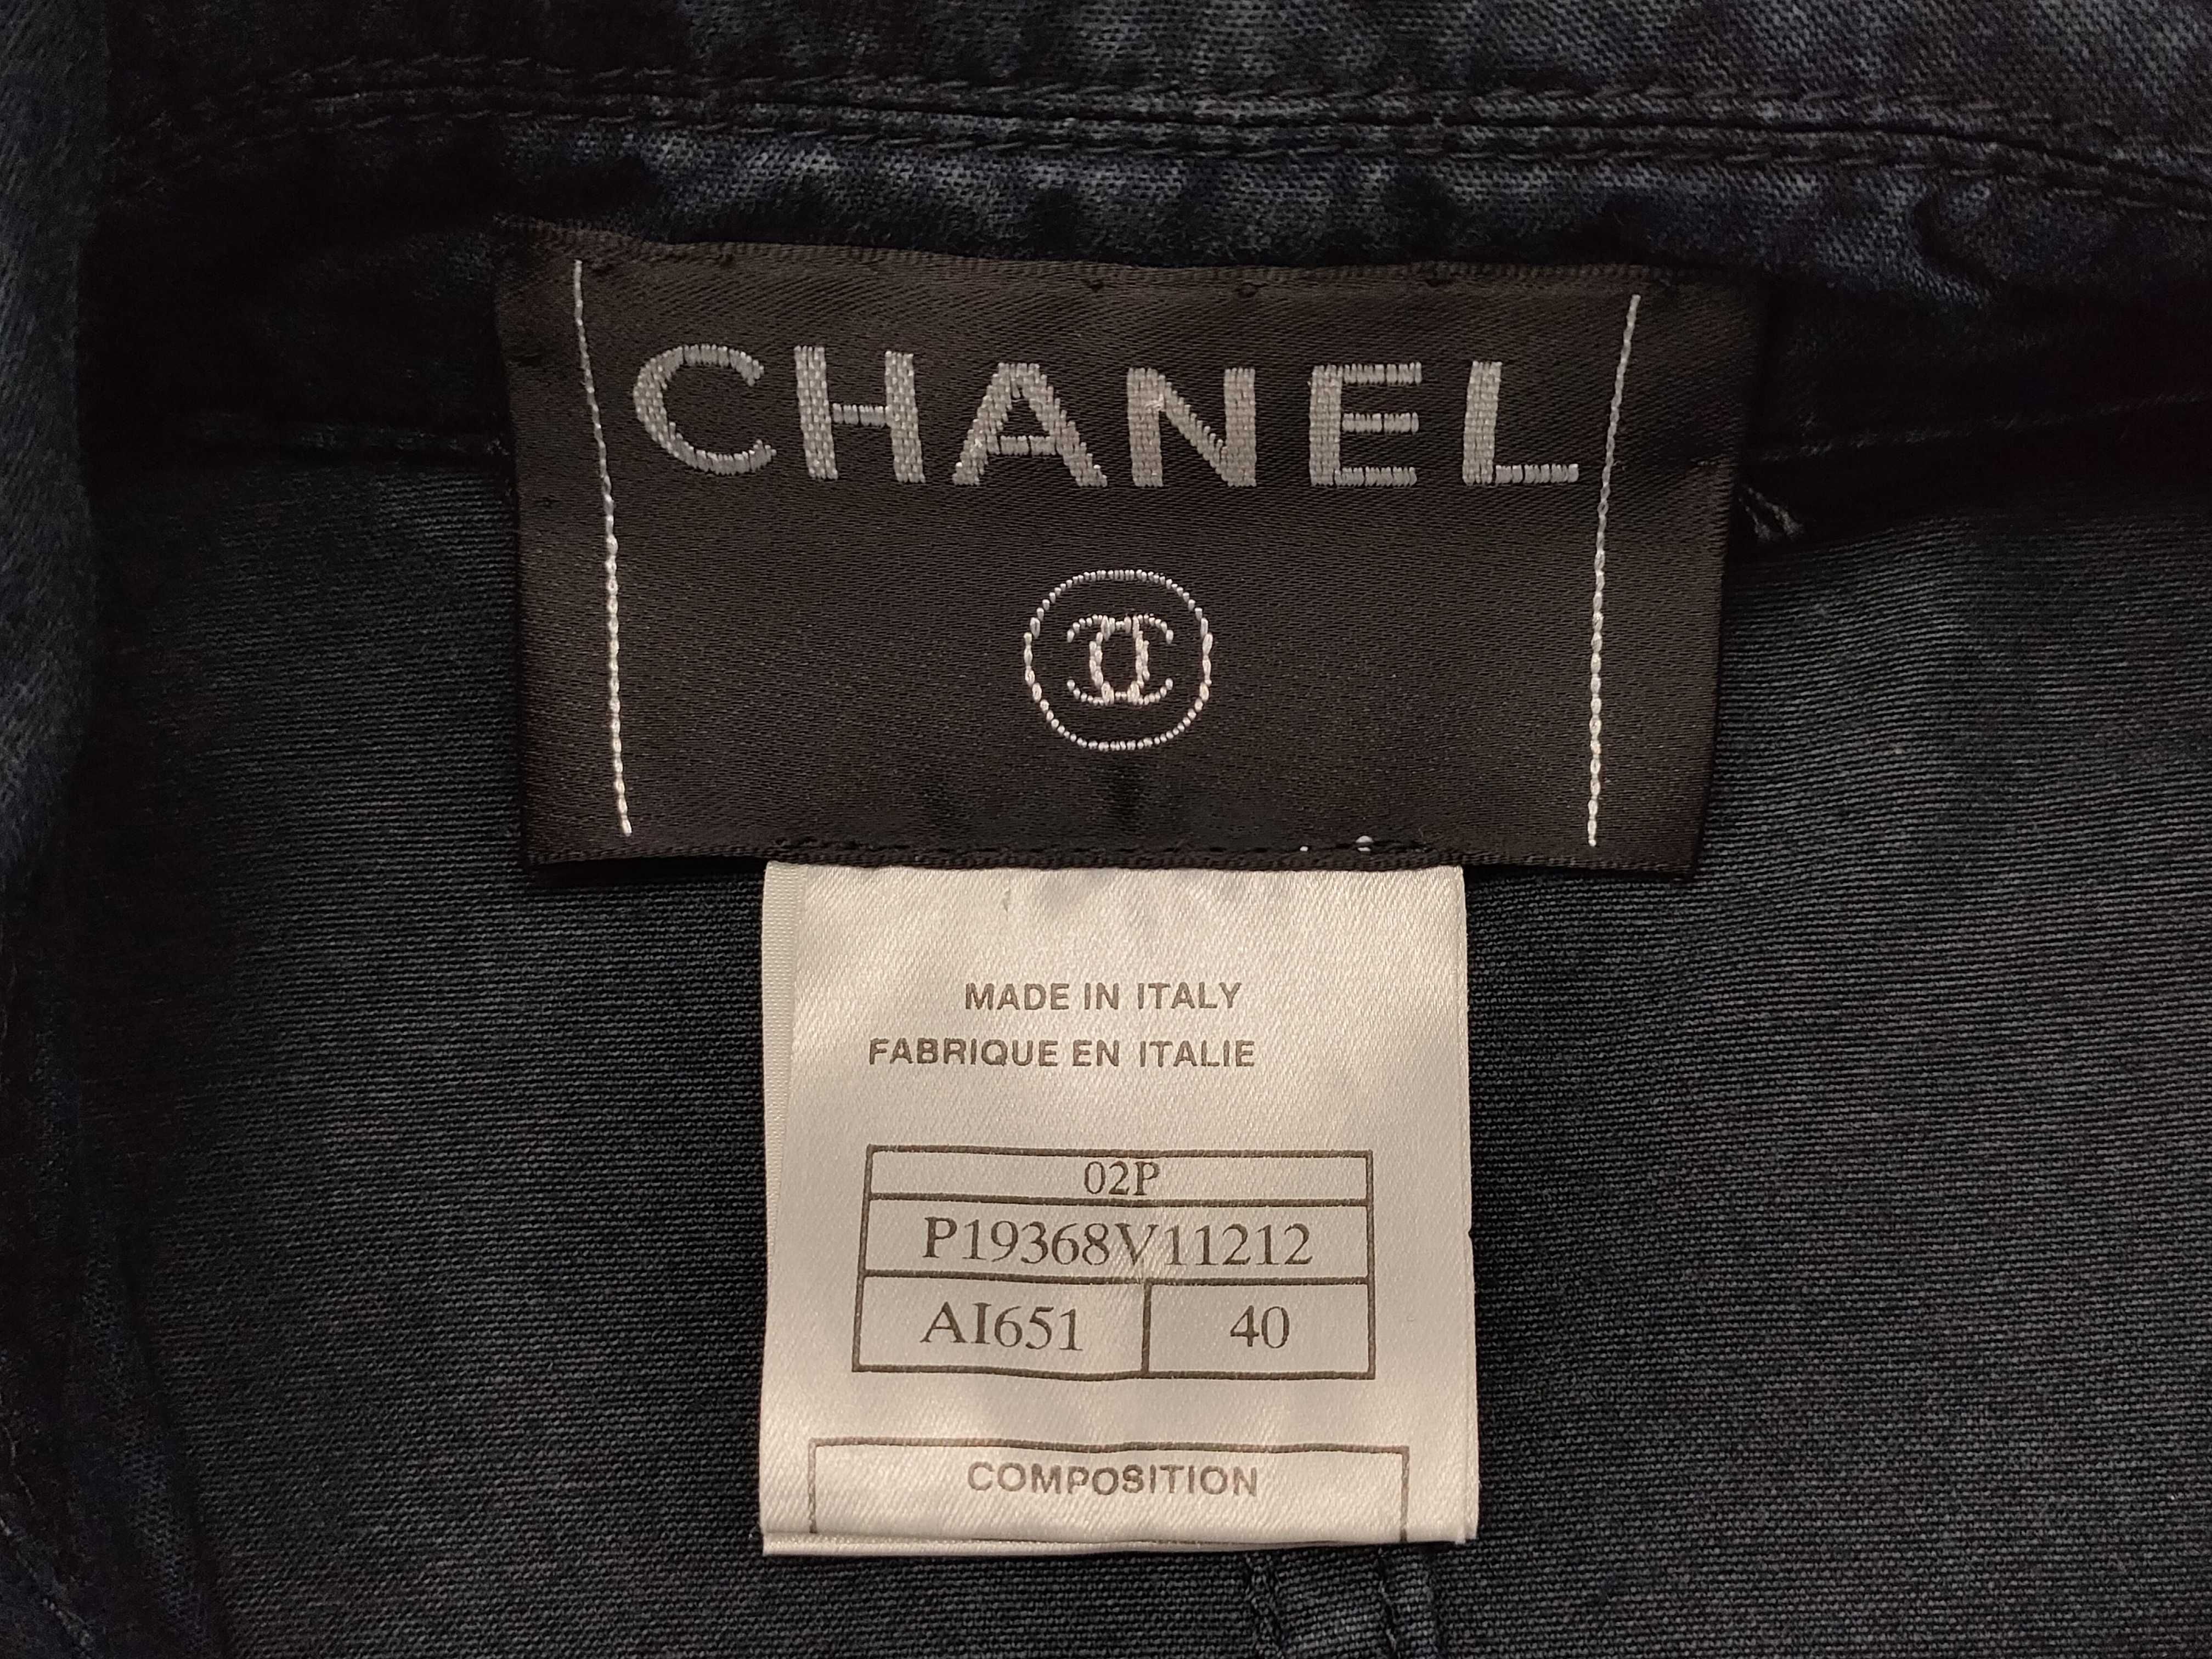 CHANEL
MADE IN ITALY
FABRIQUE EN ITALIE
02P
P19368V11212
AI651 40
COMPOSITION